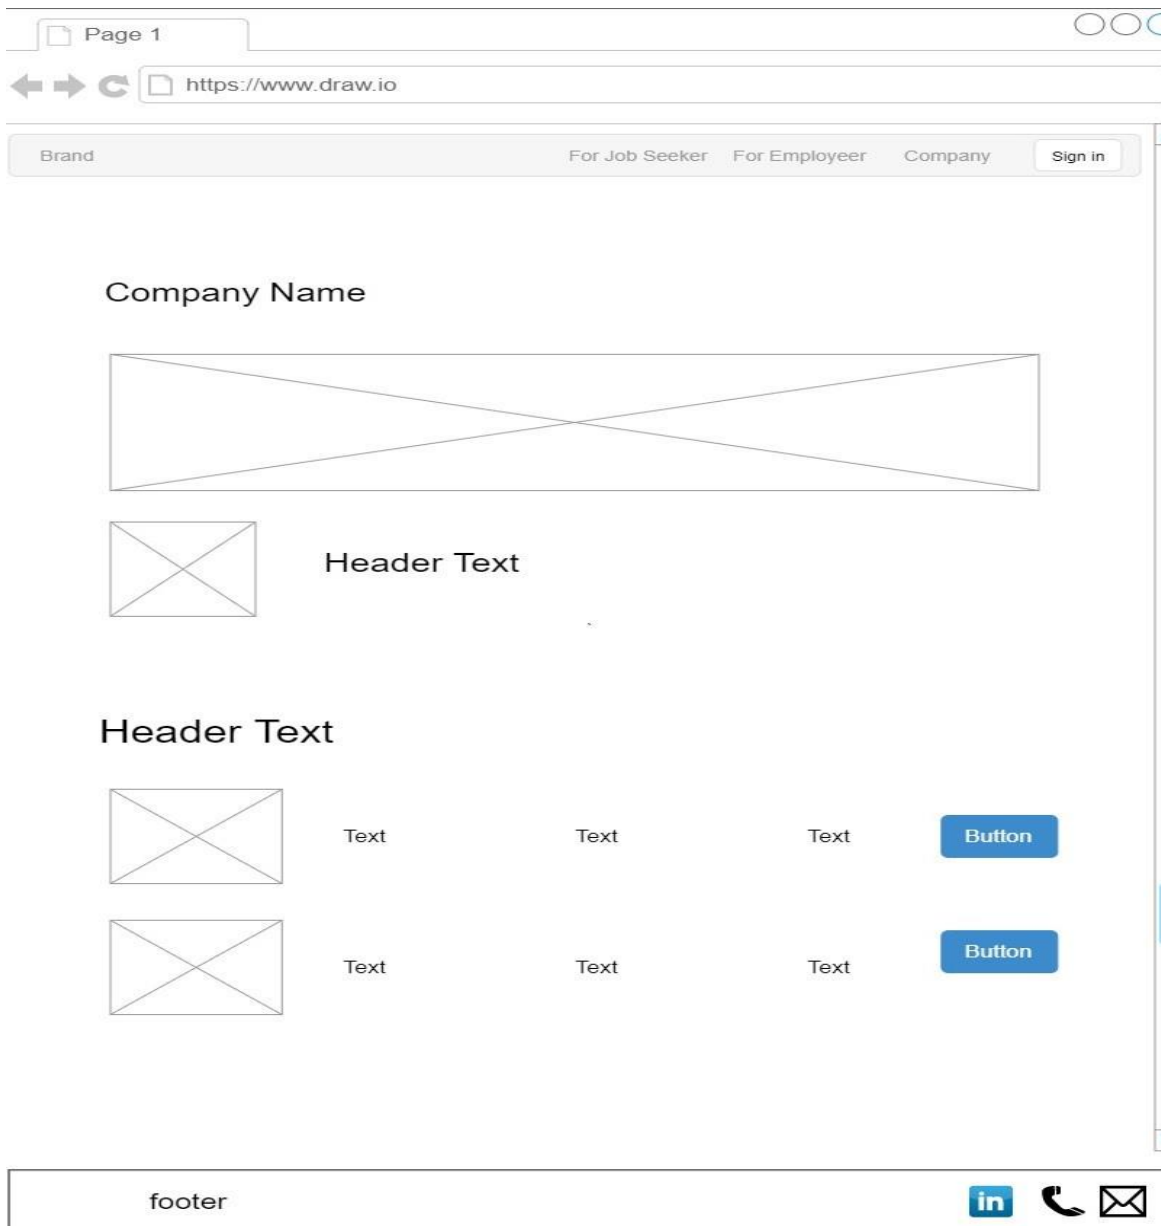 Page 1
https://www.draw.io
Brand For Job Seeker For Employeer Company Sign in
Company Name
Header Text
Header Text
Text Text Text Button
Text Text Text Button
footer in